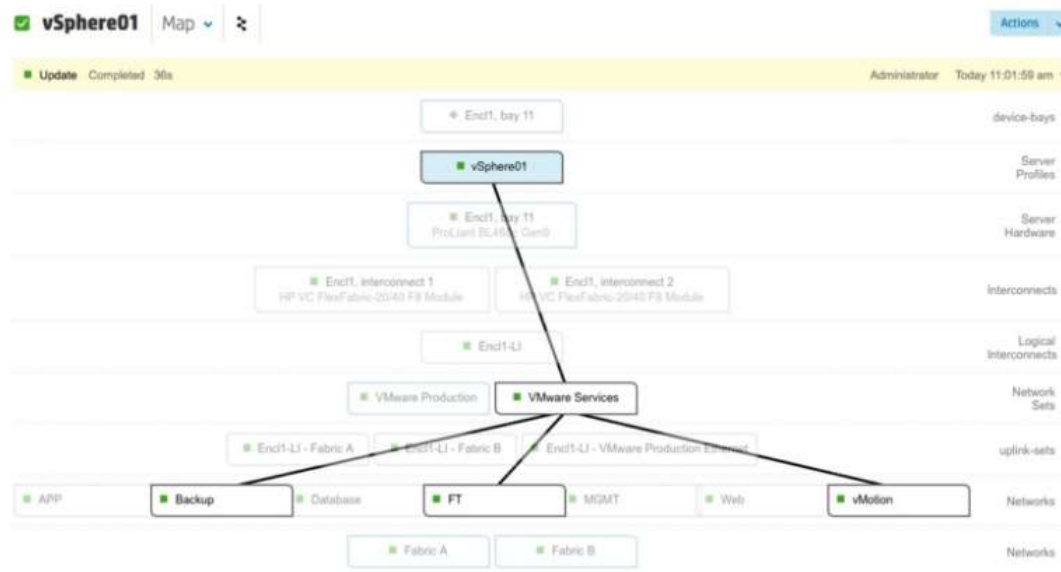 vSphere01 Map
Actions
Update Completed 36s Administrator Today 11:01:59 am
Encl1, bay 11
device-bays
vSphere01
Server
Profiles
Encl1, bay 11
ProLiant BL460c Gen9
Server
Hardware
Encl1, interconnect 1
HP VC FlexFabric-20/40 F8 Module
Encl1, interconnect 2
HP VC FlexFabric-20/40 F8 Module
Interconnects
Encl1-LI
Logical
Interconnects
VMware Production
VMware Services
Network
Sets
Encl1-LI - Fabric A
Encl1-LI - Fabric B
Encl1-LI - VMware Production Ethernet
uplink-sets
APP
Backup
Database
FT
MGMT
Web
vMotion
Networks
Fabric A
Fabric B
Networks